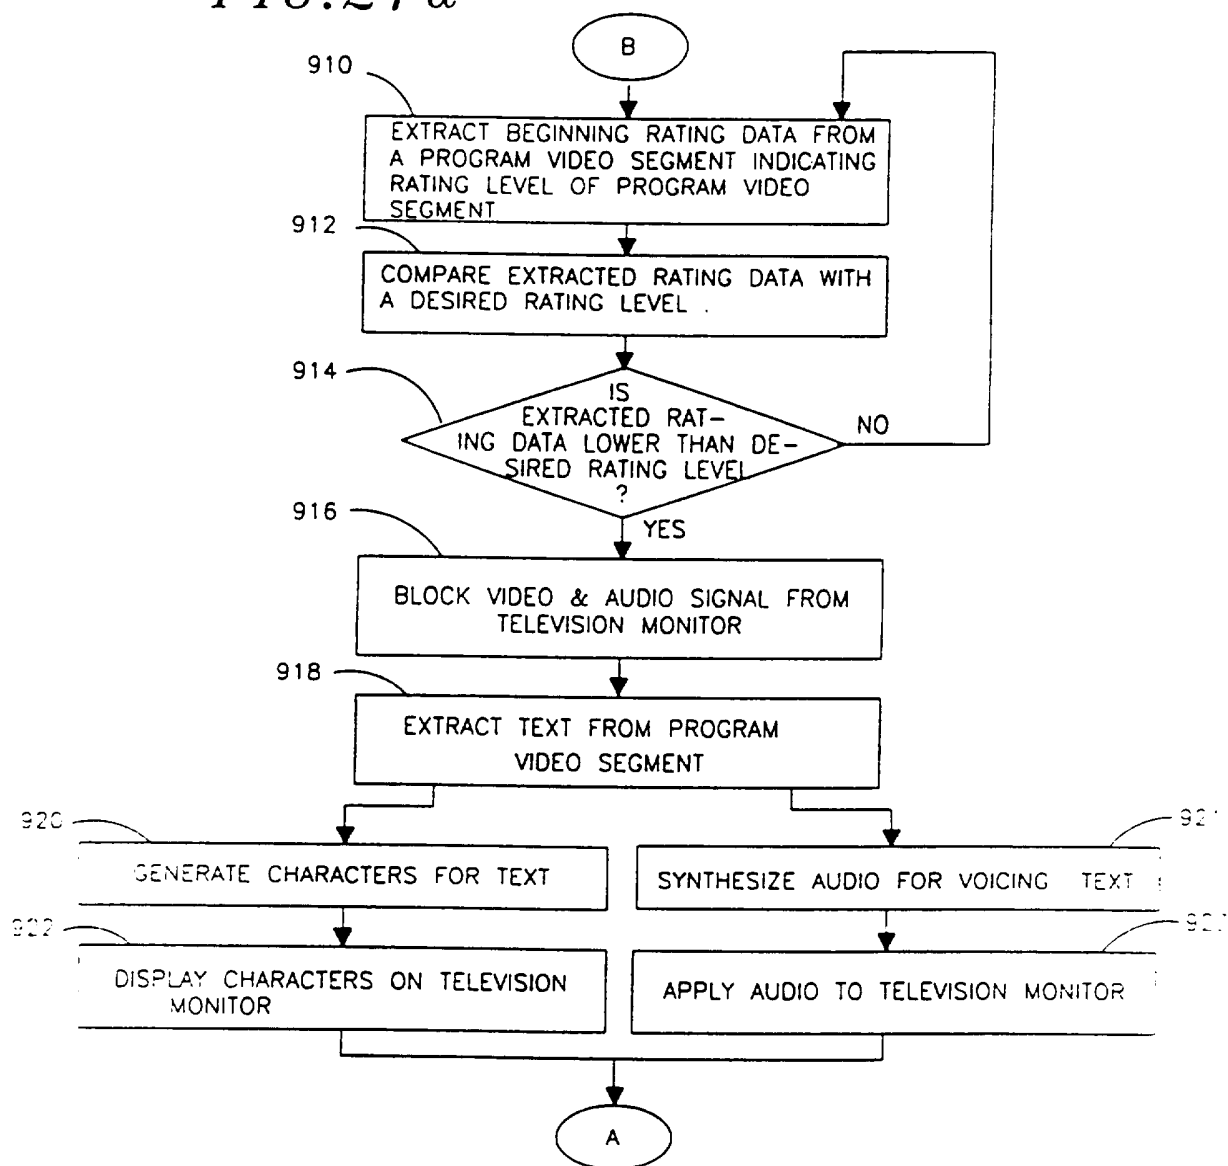 B
910
EXTRACT BEGINNING RATING DATA FROM
A PROGRAM VIDEO SEGMENT INDICATING
RATING LEVEL OF PROGRAM VIDEO
SEGMENT
912
COMPARE EXTRACTED RATING DATA WITH
A DESIRED RATING LEVEL .
914
IS
EXTRACTED RAT-
ING DATA LOWER THAN DE-
SIRED RATING LEVEL
?
NO
YES
916
BLOCK VIDEO & AUDIO SIGNAL FROM
TELEVISION MONITOR
918
EXTRACT TEXT FROM PROGRAM
VIDEO SEGMENT
920
GENERATE CHARACTERS FOR TEXT
SYNTHESIZE AUDIO FOR VOICING TEXT
922
DISPLAY CHARACTERS ON TELEVISION
MONITOR
APPLY AUDIO TO TELEVISION MONITOR
A